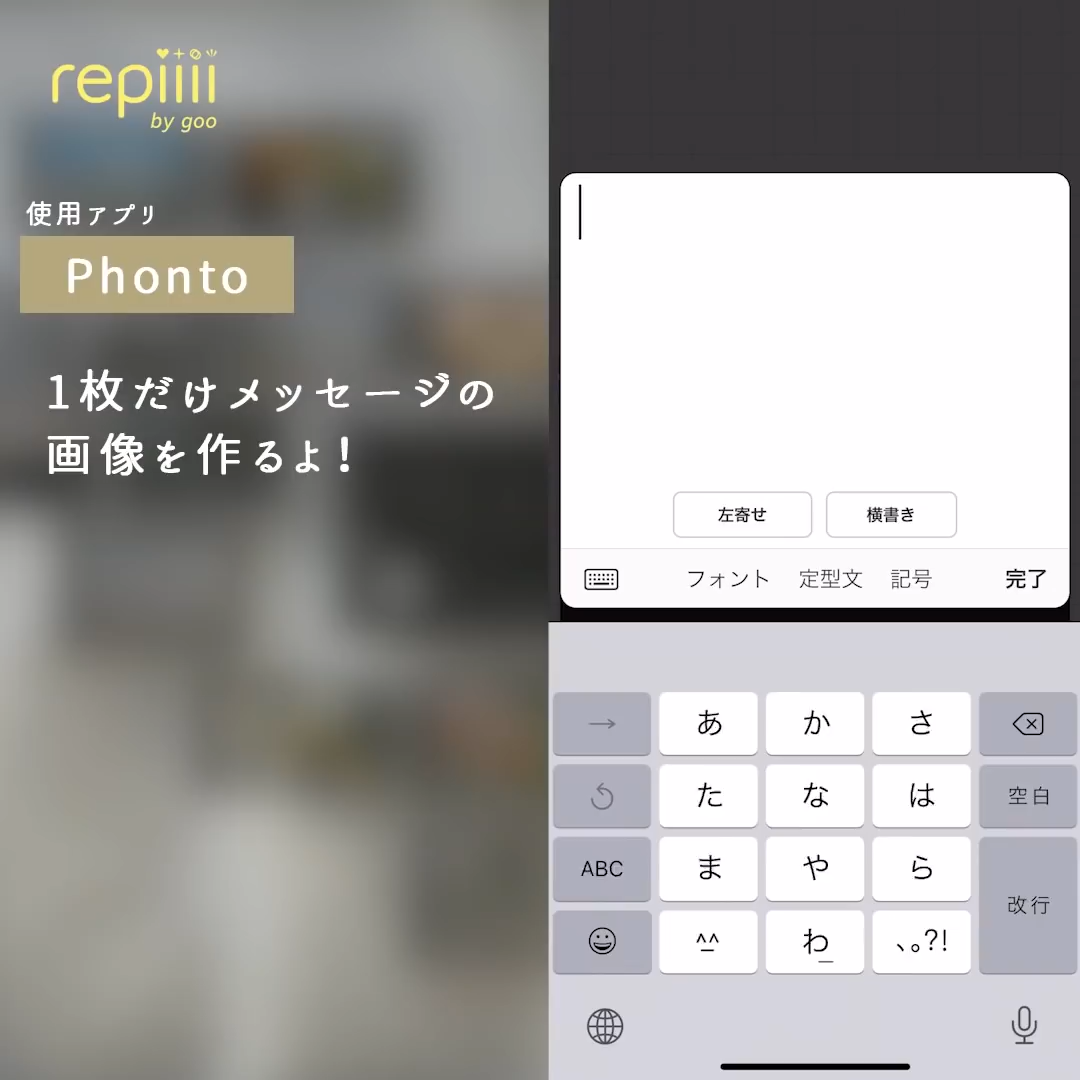 repiiii
by goo
使用アプリ
Phonto
1枚だけメッセージの
画像を作るよ!
左寄せ
横書き
フォント
定型文
記号
完了
→
あ
か
さ
た
な
は
空白
ABC
ま
や
ら
改行
^^
わ
、。?!